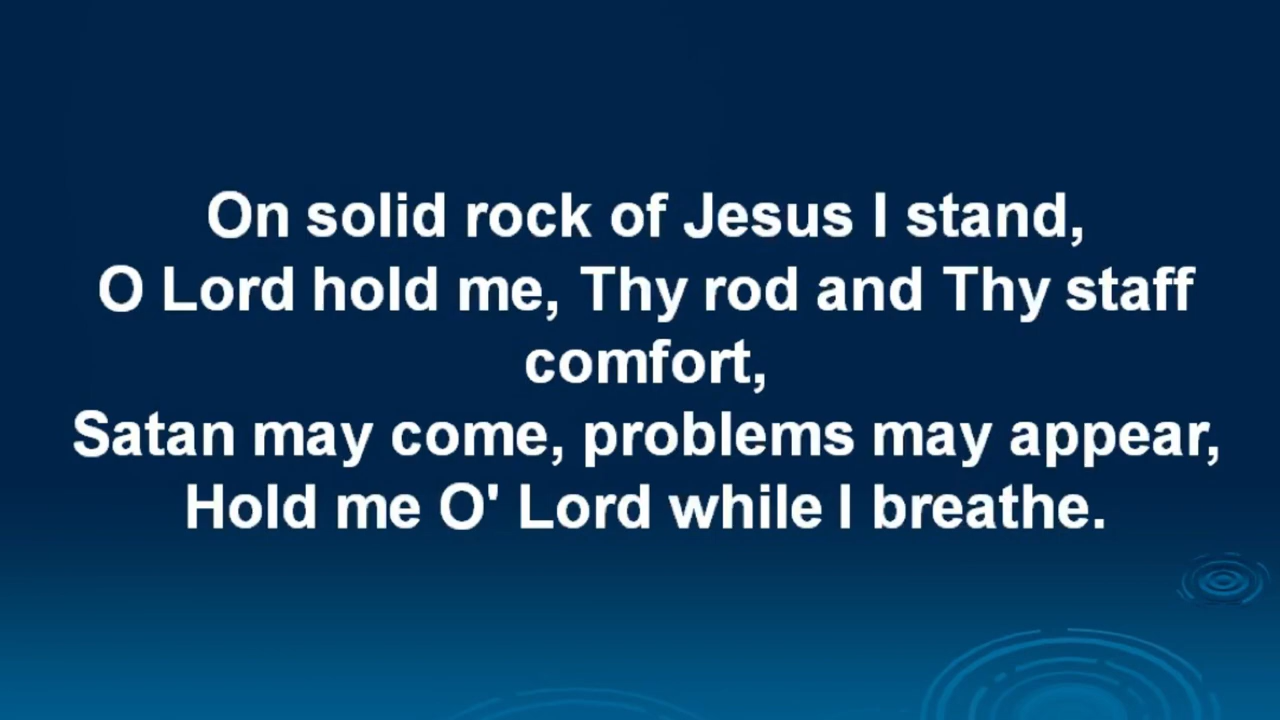 On solid rock of Jesus I stand,
O Lord hold me, Thy rod and Thy staff
comfort,
Satan may come, problems may appear,
Hold me O' Lord while I breathe.